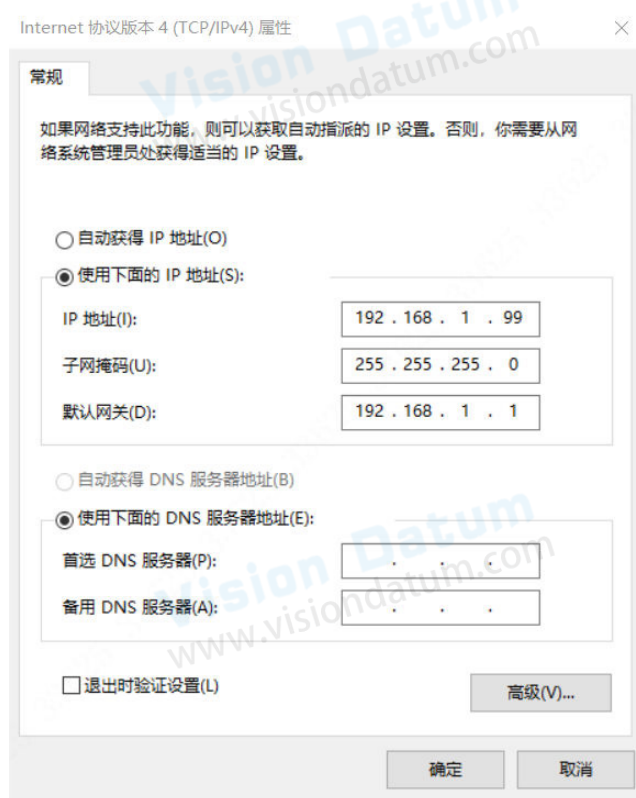 Internet 协议版本 4 (TCP/IPv4) 属性
常规
如果网络支持此功能，则可以获取自动指派的 IP 设置。否则，你需要从网
络系统管理员处获得适当的 IP 设置。
自动获得 IP 地址(O)
使用下面的 IP 地址(S):
IP 地址(I): 192 . 168 . 1 . 99
子网掩码(U): 255 . 255 . 255 . 0
默认网关(D): 192 . 168 . 1 . 1
自动获得 DNS 服务器地址(B)
使用下面的 DNS 服务器地址(E):
首选 DNS 服务器(P): . . .
备用 DNS 服务器(A): . . .
退出时验证设置(L)
高级(V)...
确定 取消
Vision Datum
www.visiondatum.com
Vision Datum
www.visiondatum.com